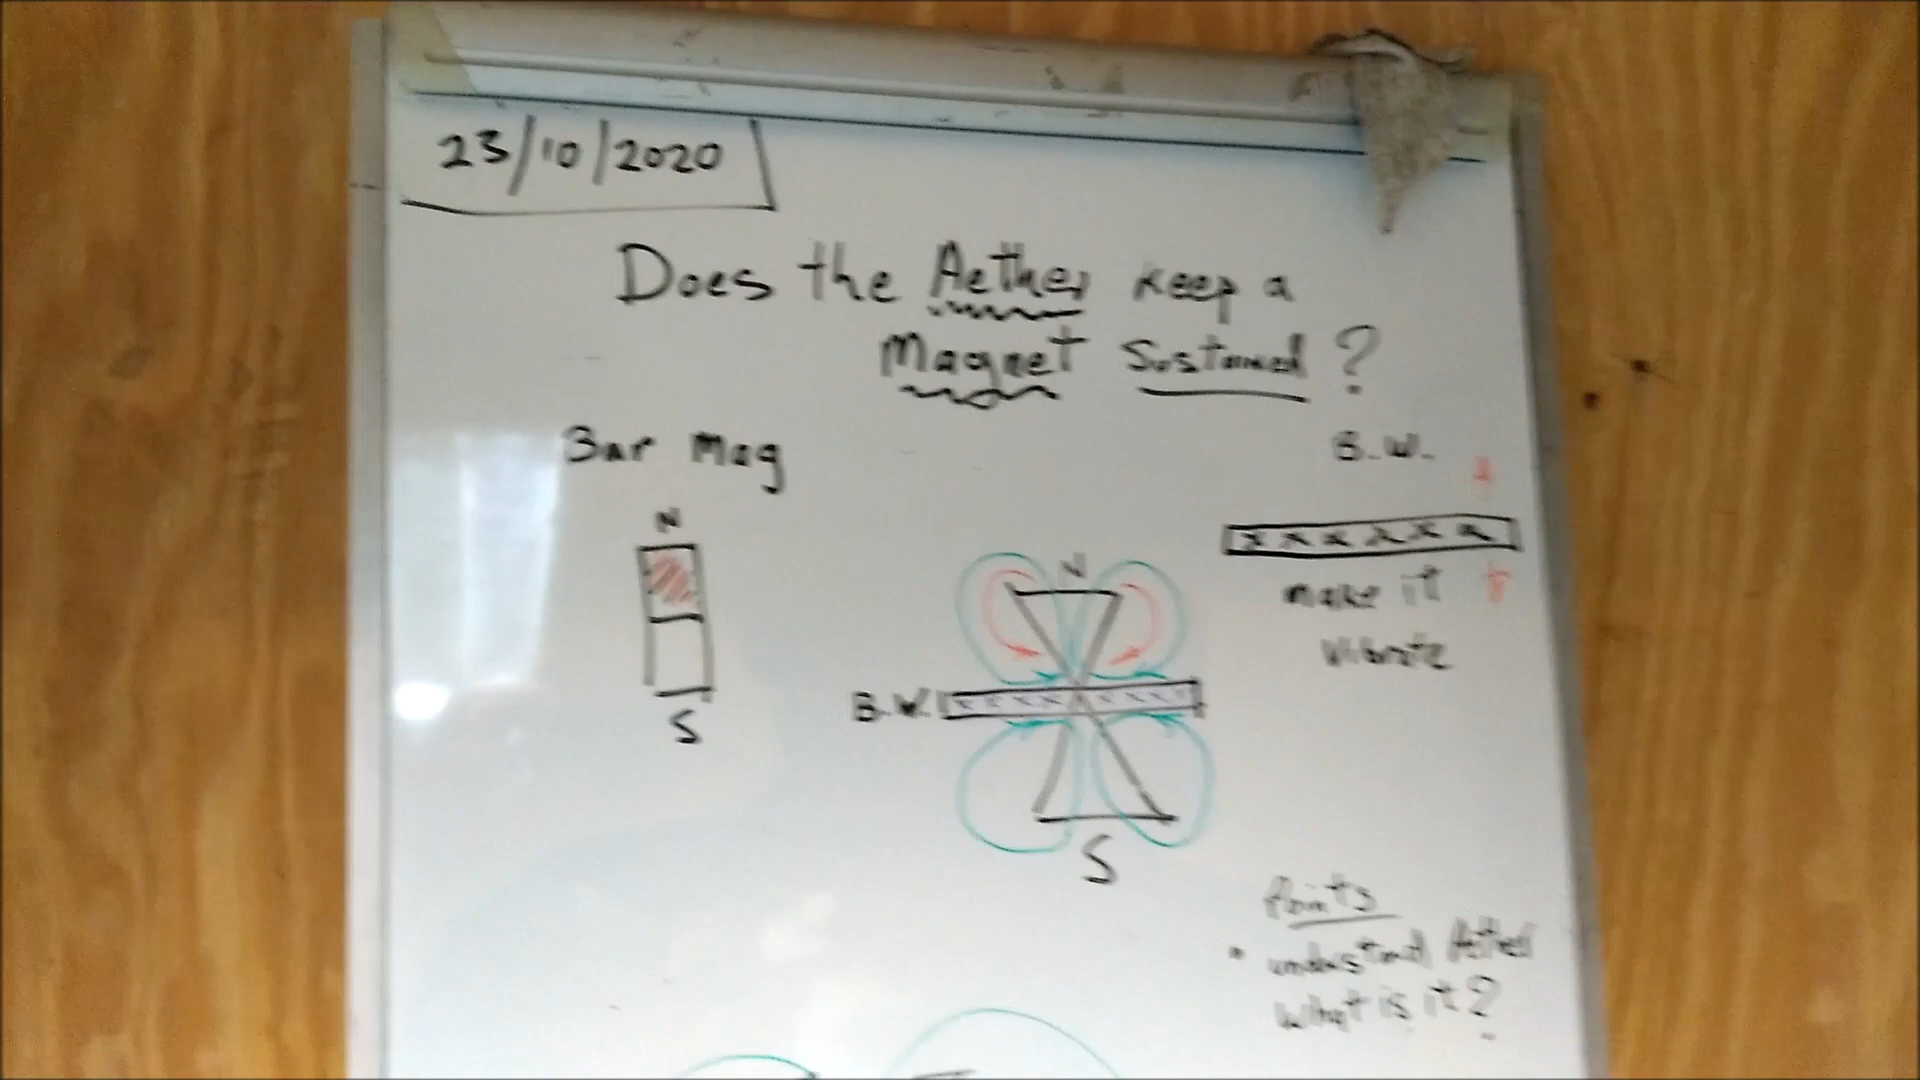 23/10/2020
Does the Aether keep a
Magnet Sustained ?
Bar Mag
N
S
N
B.W.
S
B.W.
x x x x x x
make it
vibrate
Points
• understand Aether
what is it?